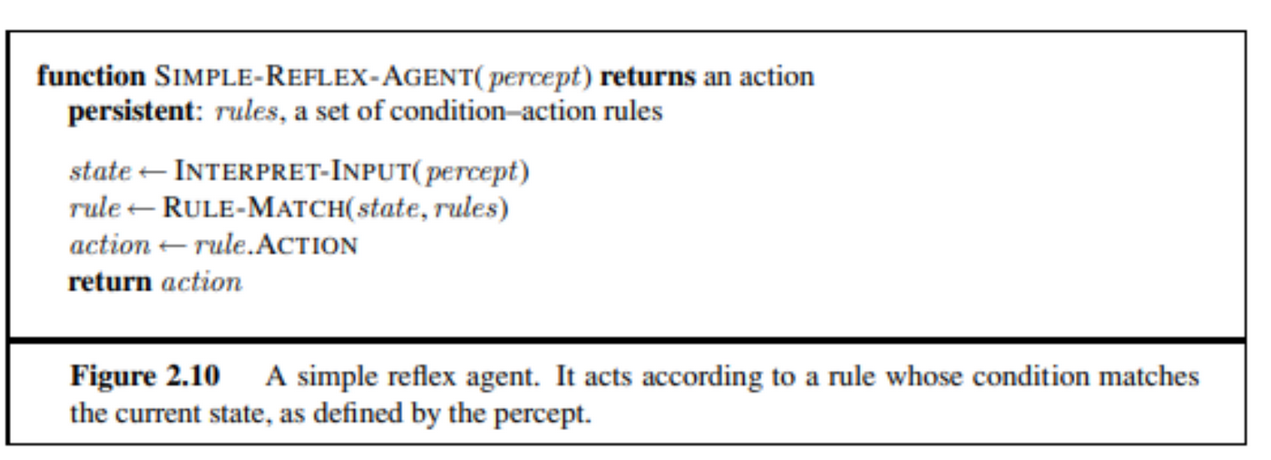 function SIMPLE-REFLEX-AGENT(percept) returns an action
persistent: rules, a set of condition–action rules
state ← INTERPRET-INPUT(percept)
rule ← RULE-MATCH(state, rules)
action ← rule.ACTION
return action
Figure 2.10 A simple reflex agent. It acts according to a rule whose condition matches
the current state, as defined by the percept.